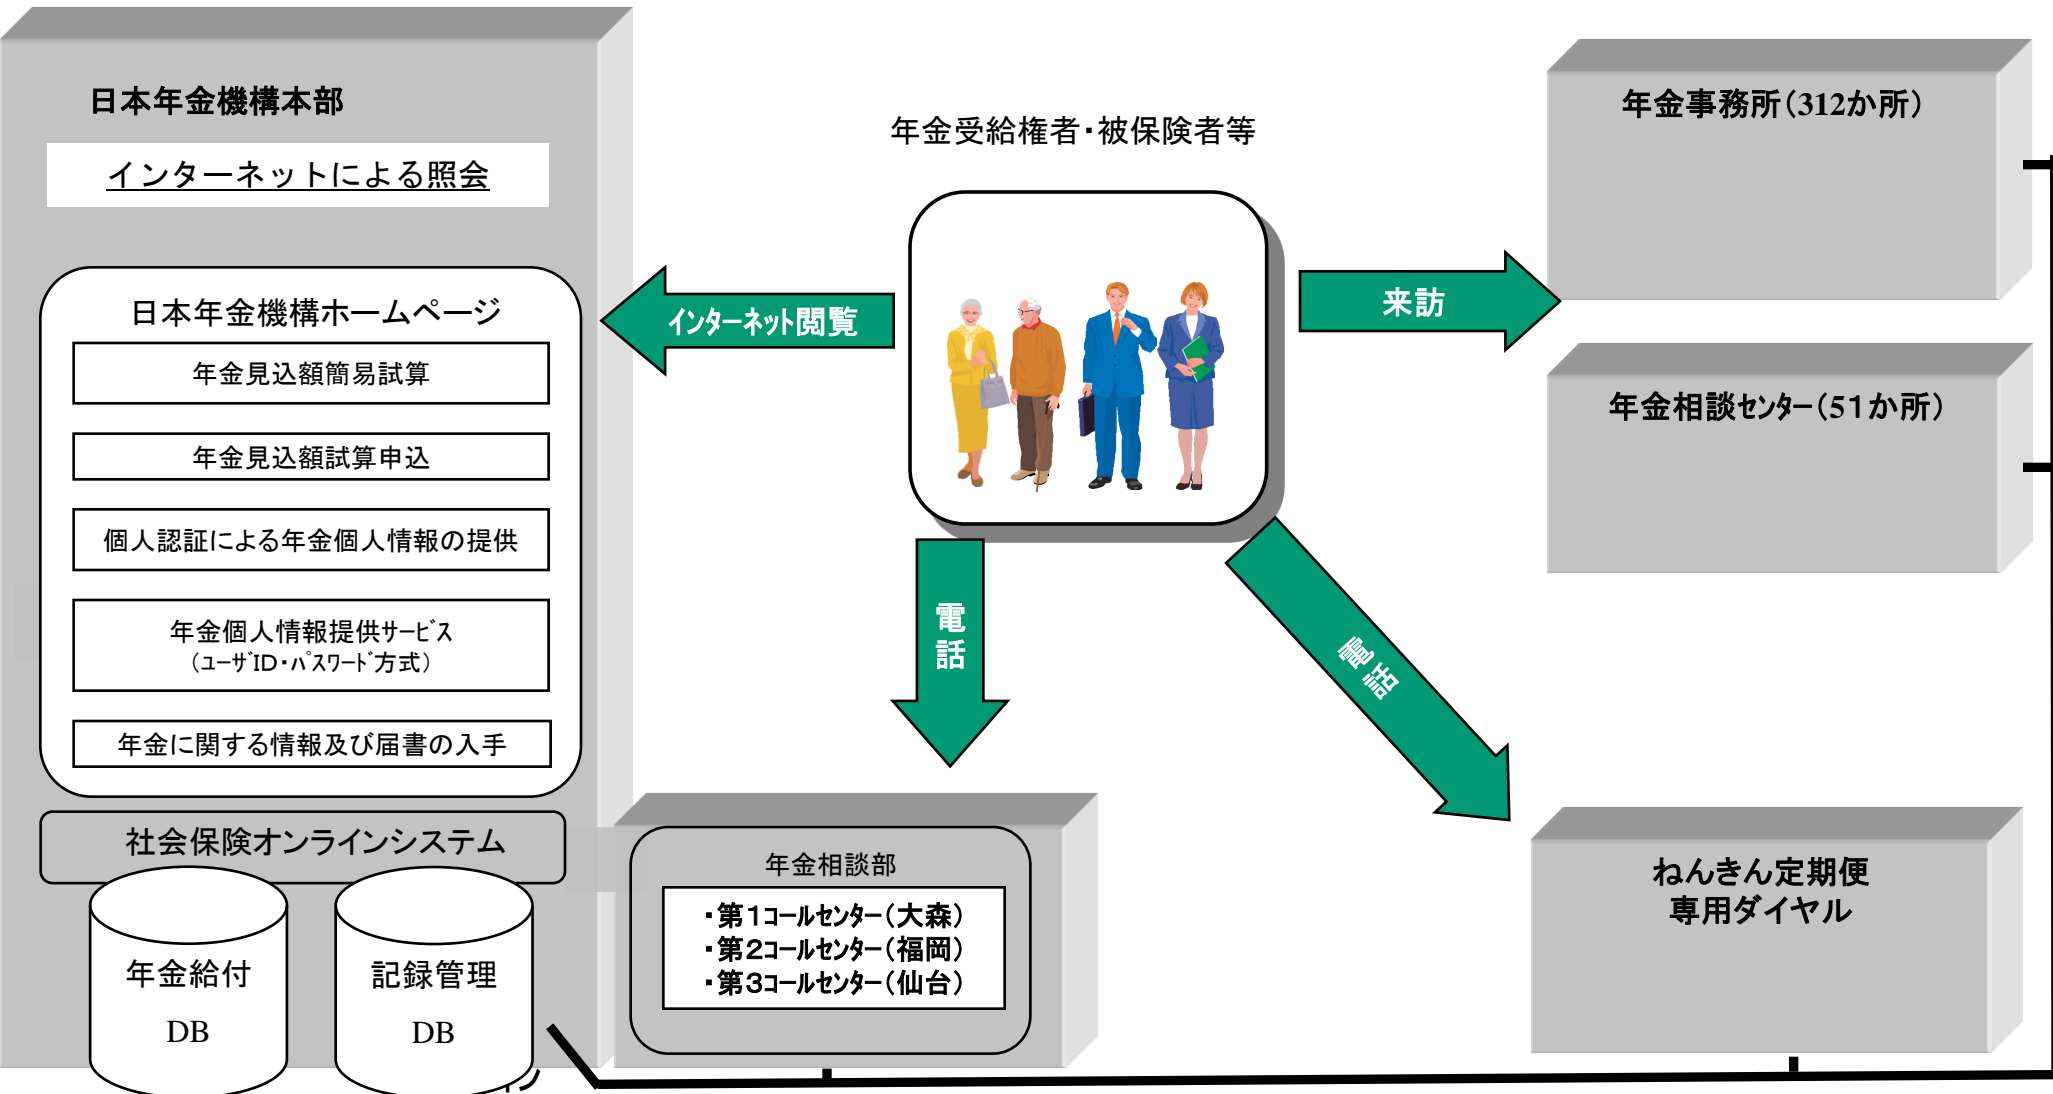 日本年金機構本部
インターネットによる照会
日本年金機構ホームページ
年金見込額簡易試算
年金見込額試算申込
個人認証による年金個人情報の提供
年金個人情報提供ｻｰﾋﾞｽ
（ﾕｰｻﾞID・ﾊﾟｽﾜｰﾄﾞ方式）
年金に関する情報及び届書の入手
社会保険オンラインシステム
年金給付
DB
記録管理
DB
年金受給権者・被保険者等
ｲﾝﾀｰﾈｯﾄ閲覧
来訪
電話
電話
年金事務所（312か所）
年金相談ｾﾝﾀｰ（51か所）
年金相談部
・第１ｺｰﾙｾﾝﾀｰ（大森）
・第２ｺｰﾙｾﾝﾀｰ（福岡）
・第３ｺｰﾙｾﾝﾀｰ（仙台）
ねんきん定期便
専用ダイヤル